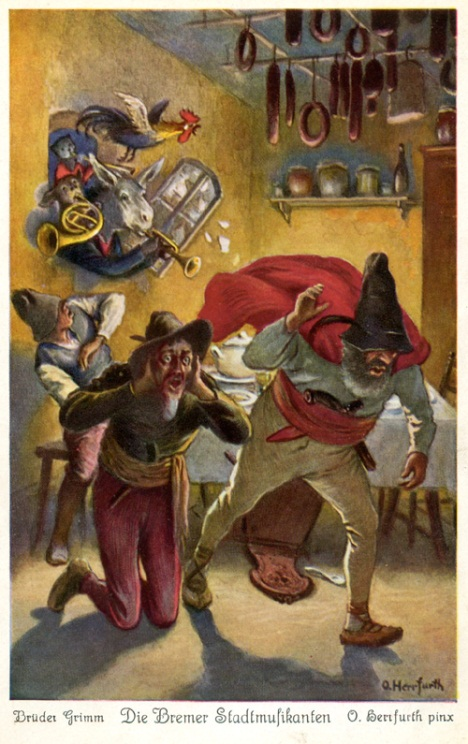 O. Herrfurth
Brüder Grimm Die Bremer Stadtmusikanten O. Herrfurth pinx